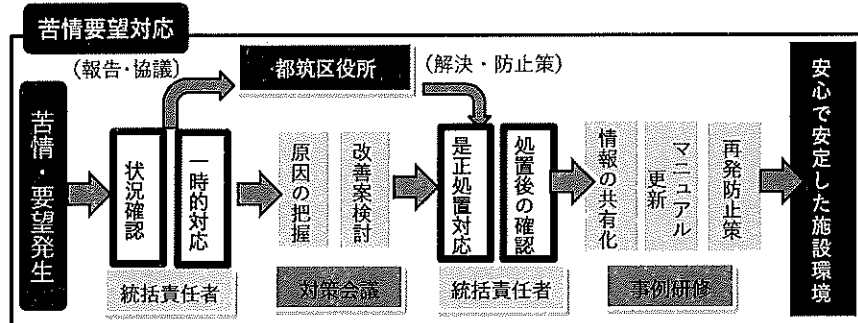 苦情要望対応
(報告・協議)
都筑区役所
(解決・防止策)
苦情・要望発生
状況確認
一時的対応
原因の把握
改善案検討
是正処置対応
処置後の確認
情報の共有化
マニュアル
更新
再発防止策
安心で安定した施設環境
統括責任者
対策会議
統括責任者
事例研修